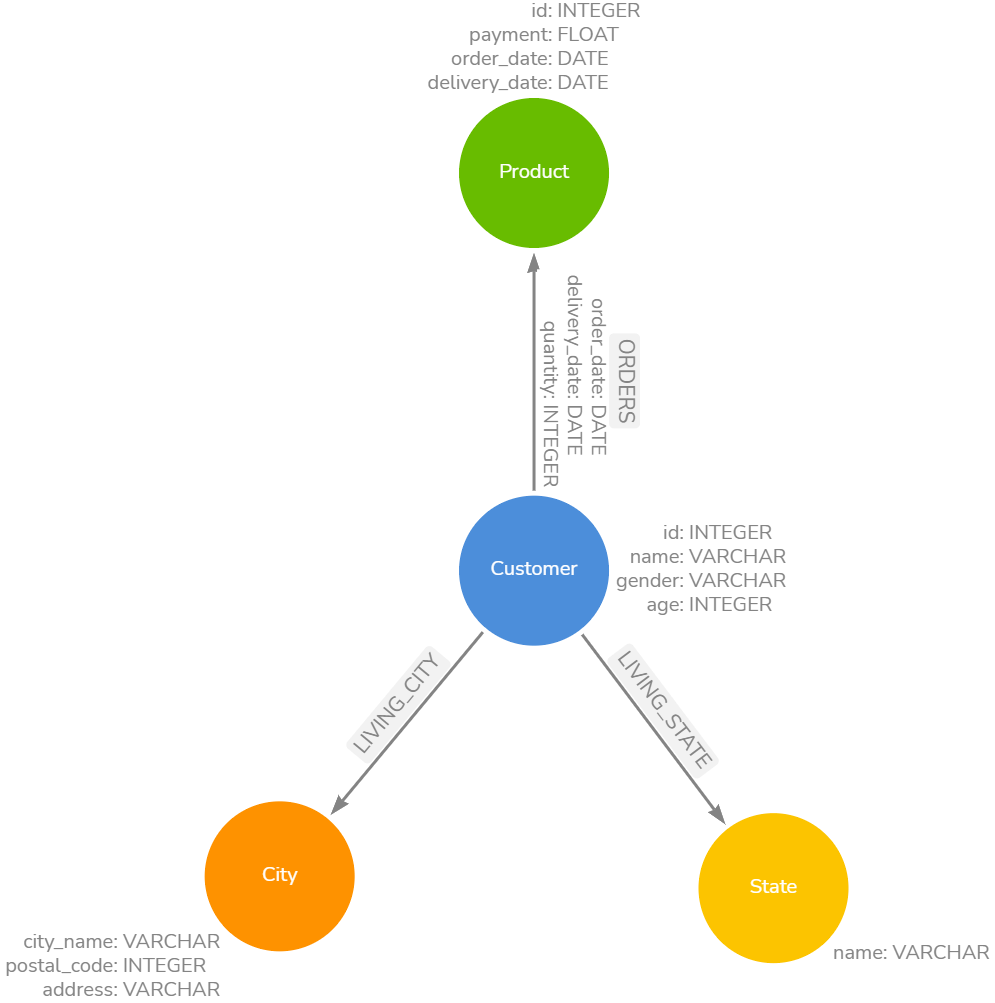 id: INTEGER
payment: FLOAT
order_date: DATE
delivery_date: DATE
Product
ORDERS
order_date: DATE
delivery_date: DATE
quantity: INTEGER
Customer
id: INTEGER
name: VARCHAR
gender: VARCHAR
age: INTEGER
LIVING_CITY
LIVING_STATE
City
city_name: VARCHAR
postal_code: INTEGER
address: VARCHAR
State
name: VARCHAR